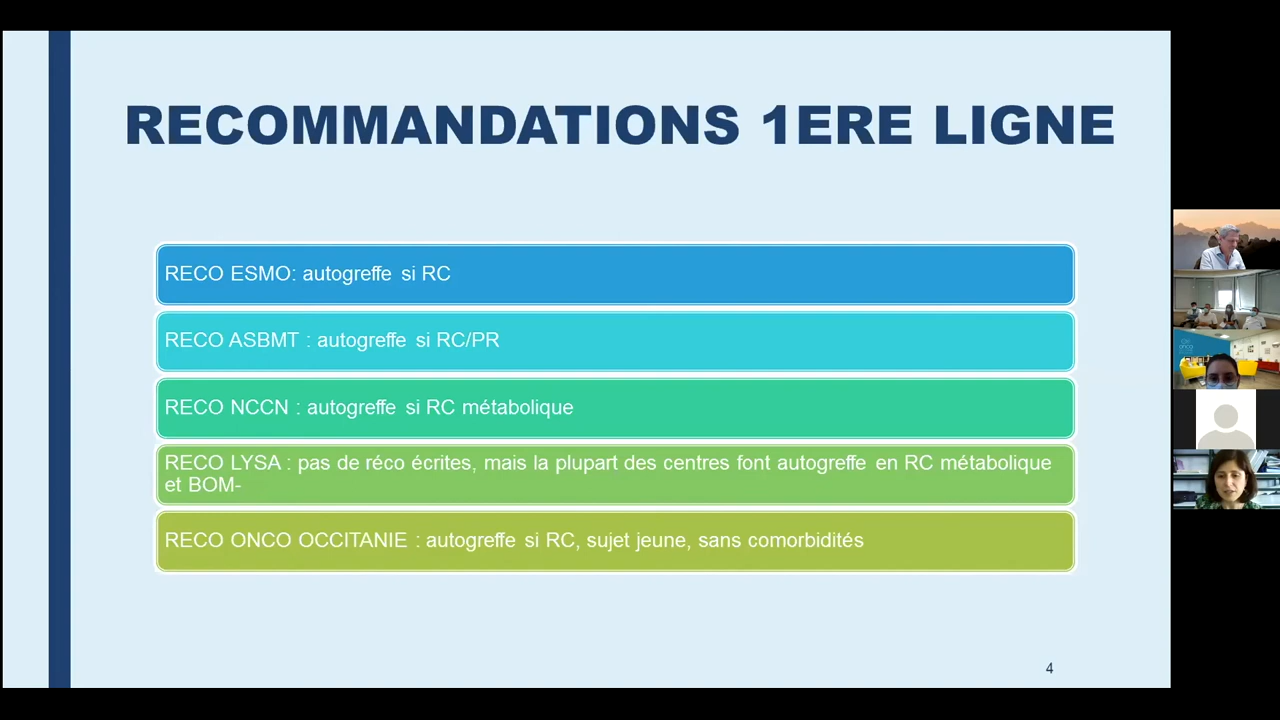 RECOMMANDATIONS 1ERE LIGNE
RECO ESMO: autogreffe si RC
RECO ASBMT : autogreffe si RC/PR
RECO NCCN : autogreffe si RC métabolique
RECO LYSA : pas de réco écrites, mais la plupart des centres font autogreffe en RC métabolique
et BOM-
RECO ONCO OCCITANIE : autogreffe si RC, sujet jeune, sans comorbidités
4